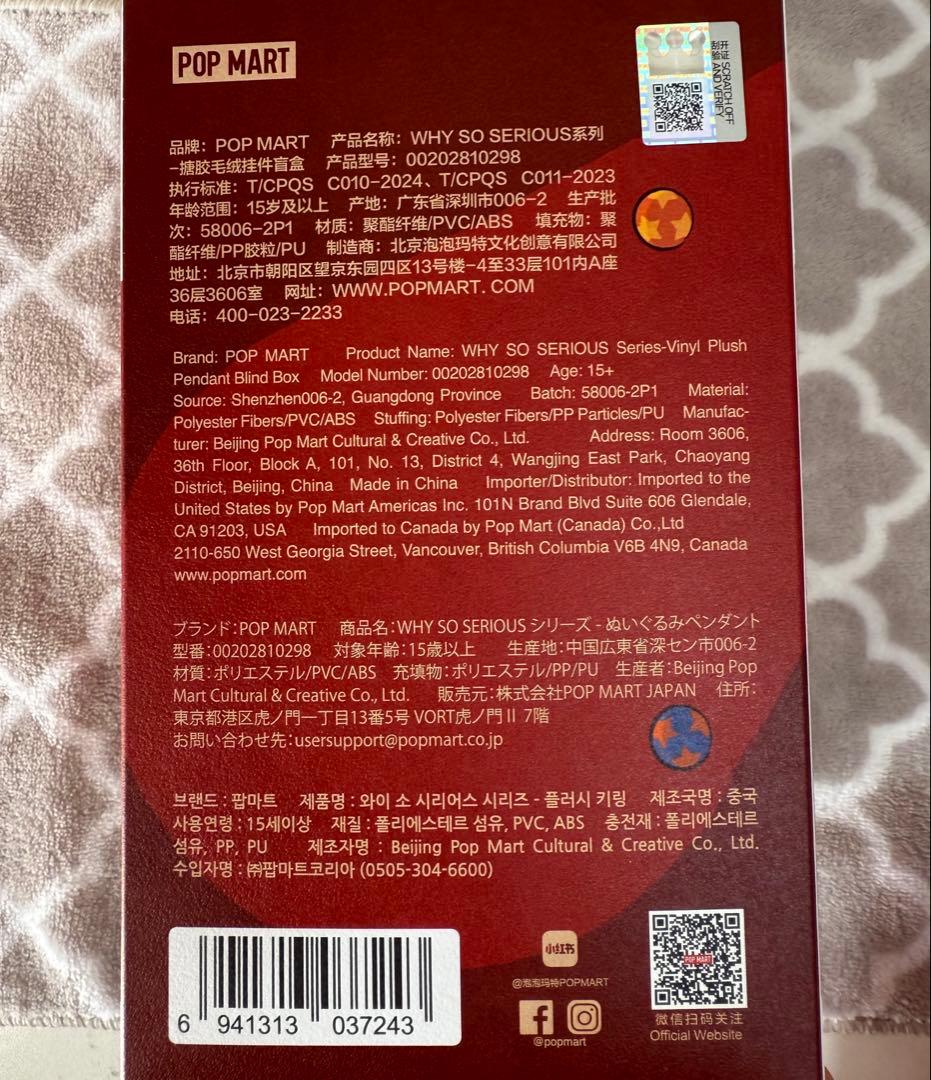 POP MART
刮开
验证
SCRATCH OFF
AND VERIFY
品牌：POP MART 产品名称：WHY SO SERIOUS系列
-搪胶毛绒挂件盲盒 产品型号：00202810298
执行标准：T/CPQS C010-2024、T/CPQS C011-2023
年龄范围：15岁及以上 产地：广东省深圳市006-2 生产批
次：58006-2P1 材质：聚酯纤维/PVC/ABS 填充物：聚
酯纤维/PP胶粒/PU 制造商：北京泡泡玛特文化创意有限公司
地址：北京市朝阳区望京东园四区13号楼-4至33层101内A座
36层3606室 网址：WWW.POPMART. COM
电话：400-023-2233
Brand: POP MART Product Name: WHY SO SERIOUS Series-Vinyl Plush
Pendant Blind Box Model Number: 00202810298 Age: 15+
Source: Shenzhen006-2, Guangdong Province Batch: 58006-2P1 Material:
Polyester Fibers/PVC/ABS Stuffing: Polyester Fibers/PP Particles/PU Manufac-
turer: Beijing Pop Mart Cultural & Creative Co., Ltd. Address: Room 3606,
36th Floor, Block A, 101, No. 13, District 4, Wangjing East Park, Chaoyang
District, Beijing, China Made in China Importer/Distributor: Imported to the
United States by Pop Mart Americas Inc. 101N Brand Blvd Suite 606 Glendale,
CA 91203, USA Imported to Canada by Pop Mart (Canada) Co.,Ltd
2110-650 West Georgia Street, Vancouver, British Columbia V6B 4N9, Canada
www.popmart.com
ブランド：POP MART 商品名：WHY SO SERIOUS シリーズ - ぬいぐるみペンダント
型番：00202810298 対象年齢：15歳以上 生産地：中国広東省深セン市006-2
材質：ポリエステル/PVC/ABS 充填物：ポリエステル/PP/PU 生産者：Beijing Pop
Mart Cultural & Creative Co., Ltd. 販売元：株式会社POP MART JAPAN 住所：
東京都港区虎ノ門一丁目13番5号 VORT虎ノ門Ⅱ 7階
お問い合わせ先：usersupport@popmart.co.jp
브랜드 : 팝마트 제품명 : 와이 소 시리어스 시리즈 - 플러시 키링 제조국명 : 중국
사용연령 : 15세이상 재질 : 폴리에스테르 섬유, PVC, ABS 충전재 : 폴리에스테르
섬유, PP, PU 제조자명 : Beijing Pop Mart Cultural & Creative Co., Ltd.
수입자명 : ㈜팝마트코리아 (0505-304-6600)
6 941313 037243
小红书
@泡泡玛特POPMART
@popmart
POP MART
微信扫码关注
Official Website